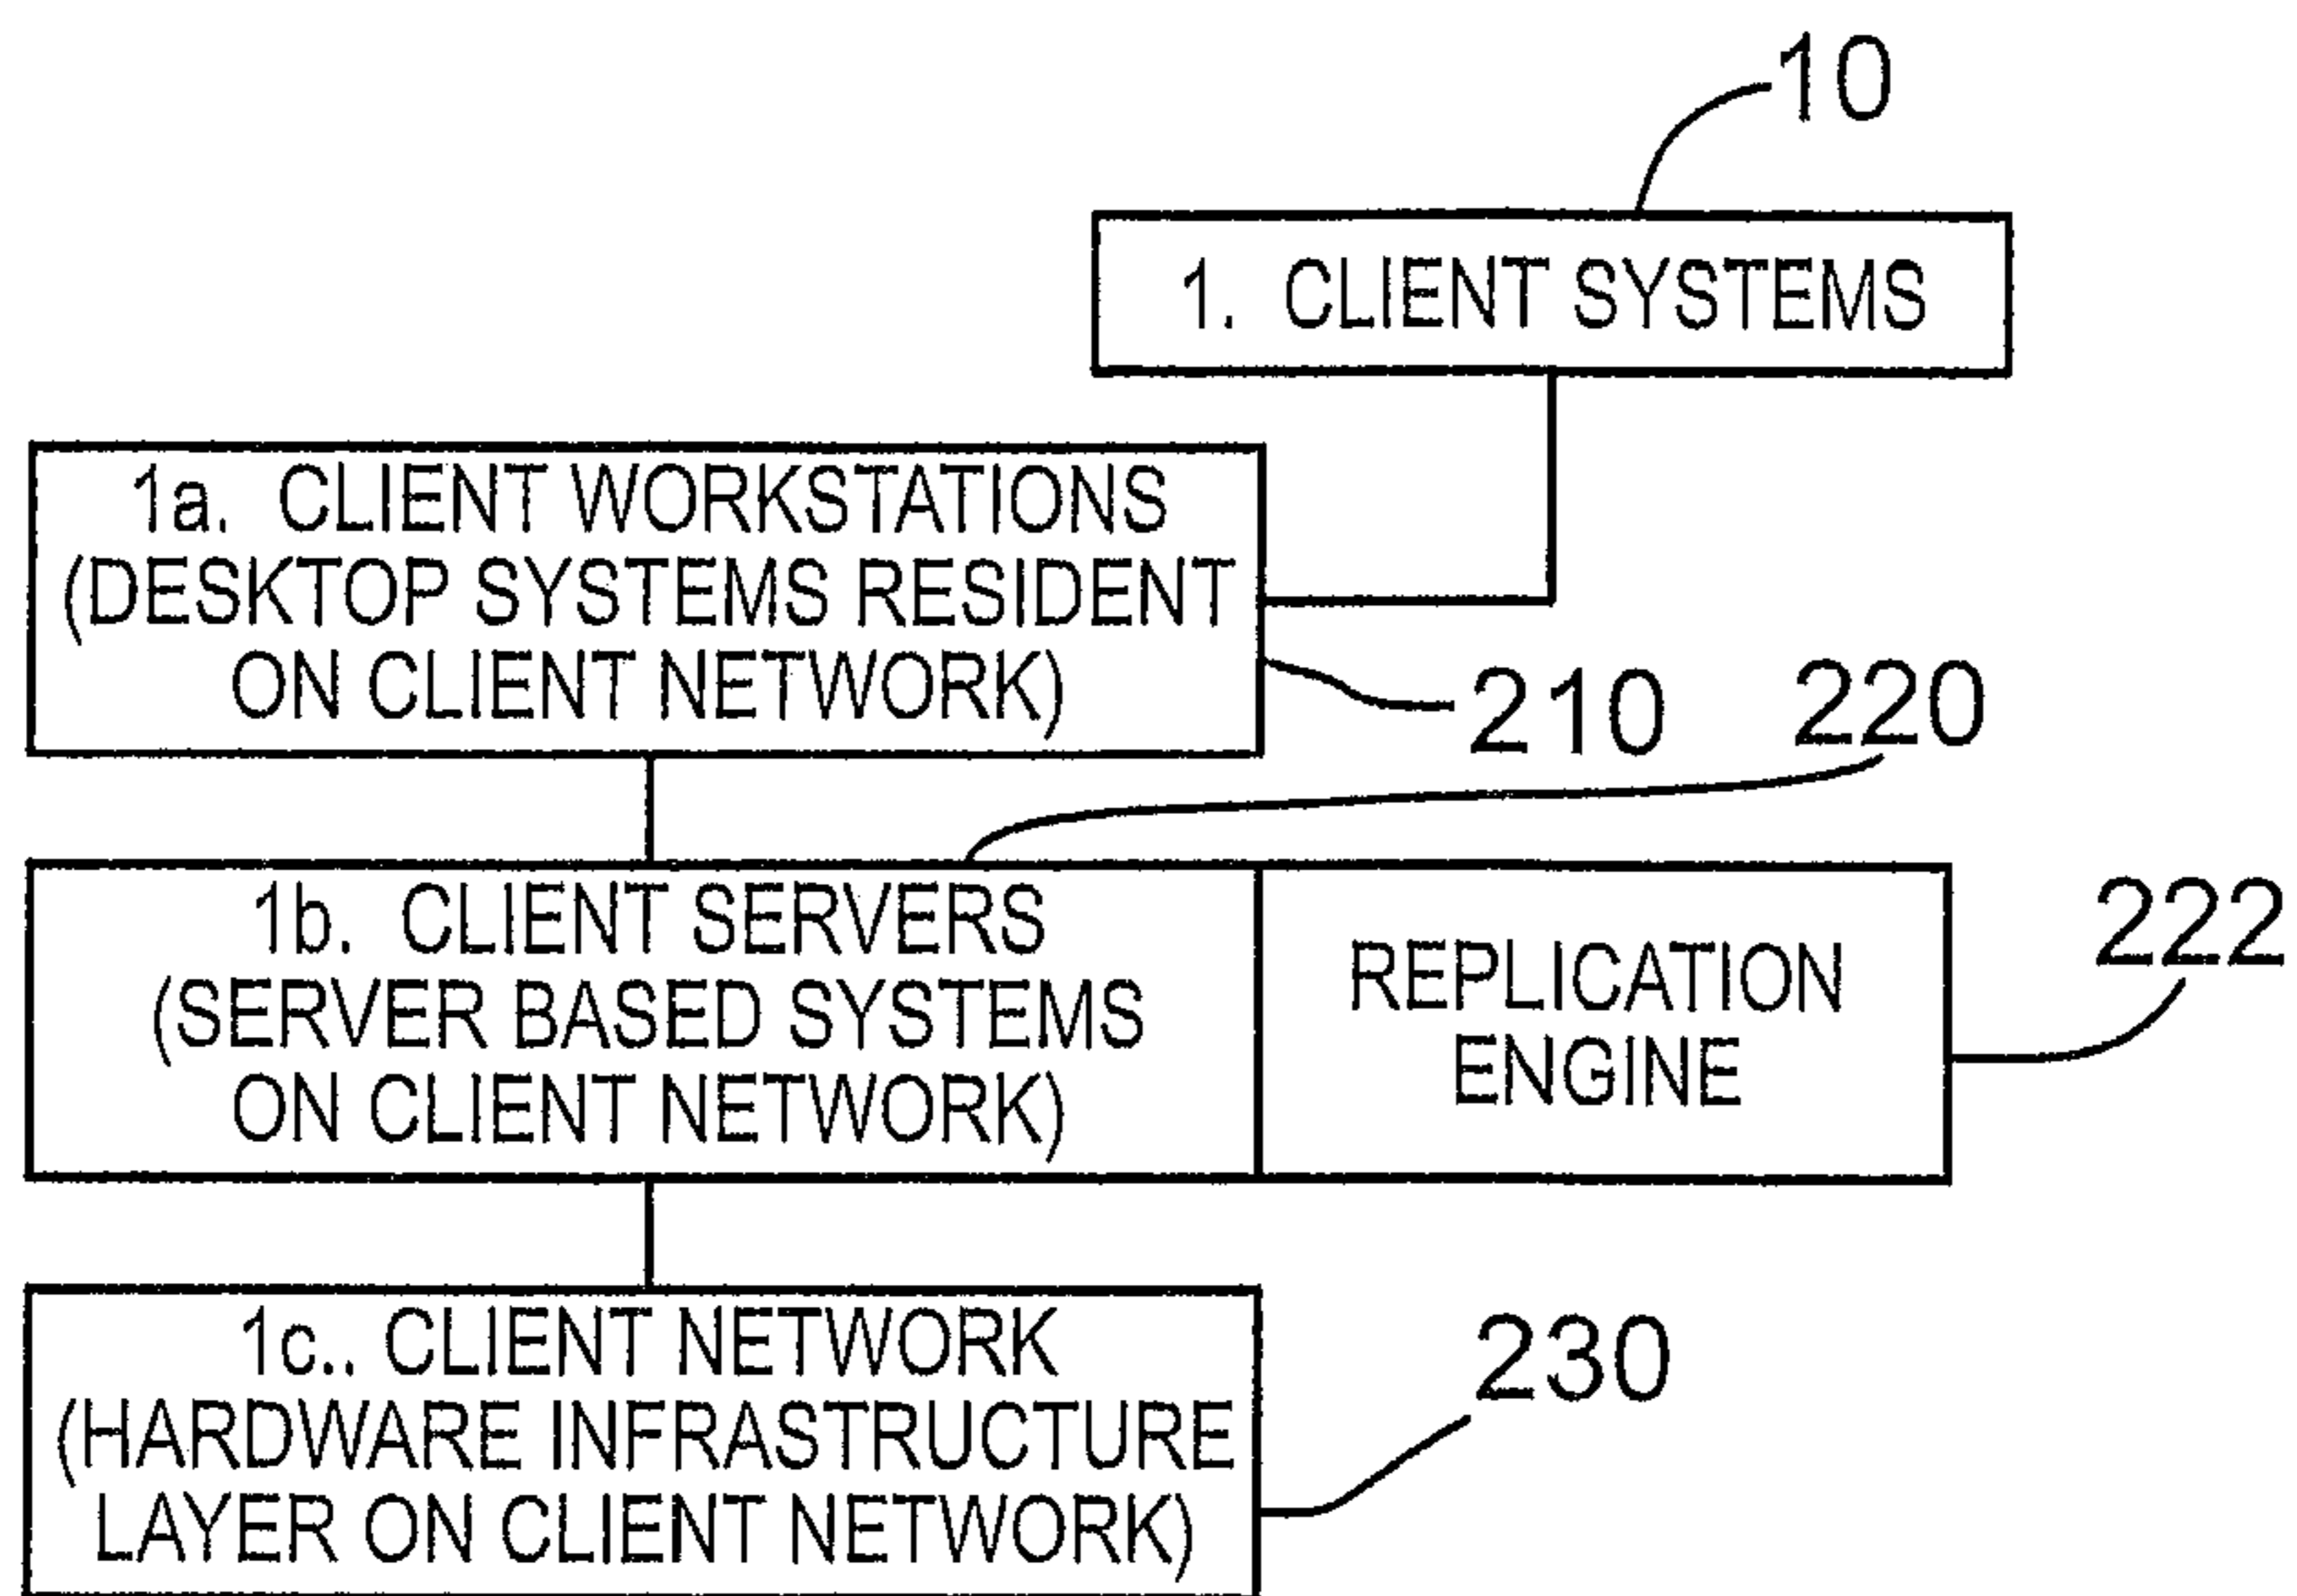 10
1. CLIENT SYSTEMS
1a. CLIENT WORKSTATIONS
(DESKTOP SYSTEMS RESIDENT
ON CLIENT NETWORK)
210
220
1b. CLIENT SERVERS
(SERVER BASED SYSTEMS
ON CLIENT NETWORK)
REPLICATION
ENGINE
222
1c.. CLIENT NETWORK
(HARDWARE INFRASTRUCTURE
LAYER ON CLIENT NETWORK)
230